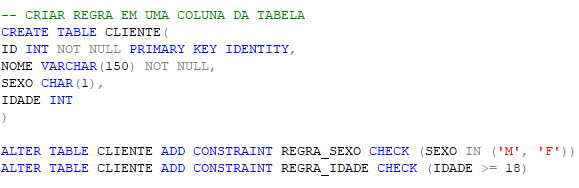 -- CRIAR REGRA EM UMA COLUNA DA TABELA
CREATE TABLE CLIENTE(
ID INT NOT NULL PRIMARY KEY IDENTITY,
NOME VARCHAR(150) NOT NULL,
SEXO CHAR(1),
IDADE INT
)
ALTER TABLE CLIENTE ADD CONSTRAINT REGRA_SEXO CHECK (SEXO IN ('M', 'F'))
ALTER TABLE CLIENTE ADD CONSTRAINT REGRA_IDADE CHECK (IDADE >= 18)